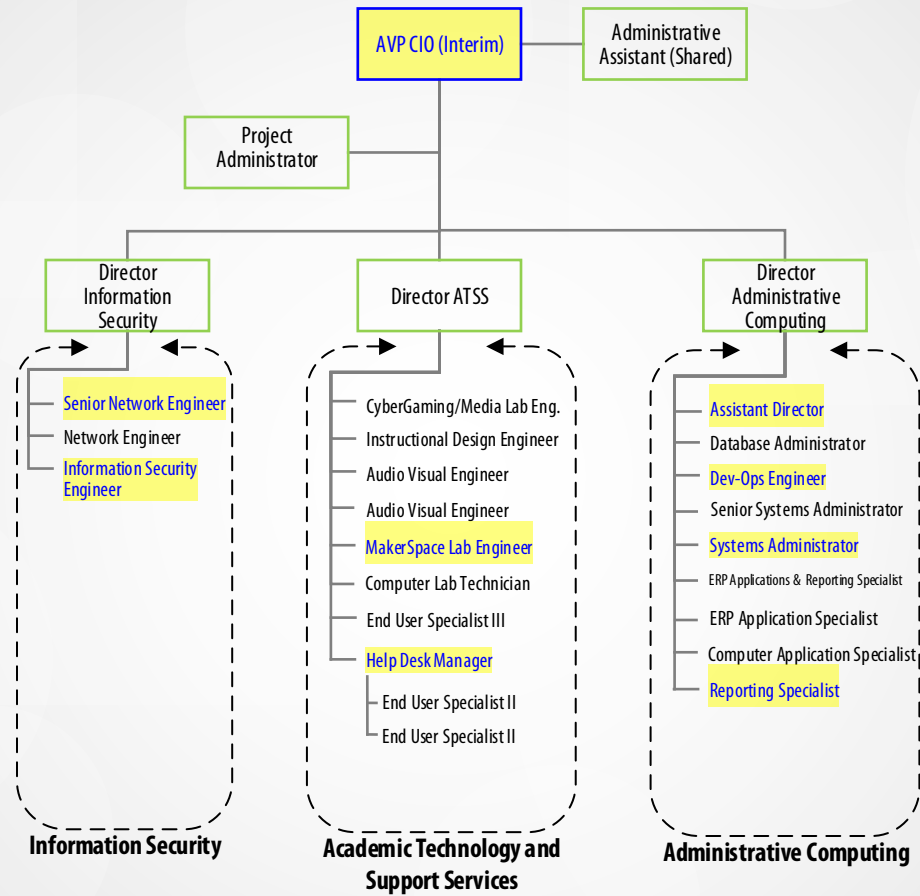 AVP CIO (Interim)
Administrative
Assistant (Shared)
Project
Administrator
Director
Information
Security
Director ATSS
Director
Administrative
Computing
Senior Network Engineer
Network Engineer
Information Security
Engineer
CyberGaming/Media Lab Eng.
Instructional Design Engineer
Audio Visual Engineer
Audio Visual Engineer
MakerSpace Lab Engineer
Computer Lab Technician
End User Specialist III
Help Desk Manager
End User Specialist II
End User Specialist II
Assistant Director
Database Administrator
Dev-Ops Engineer
Senior Systems Administrator
Systems Administrator
ERP Applications & Reporting Specialist
ERP Application Specialist
Computer Application Specialist
Reporting Specialist
Information Security
Academic Technology and
Support Services
Administrative Computing